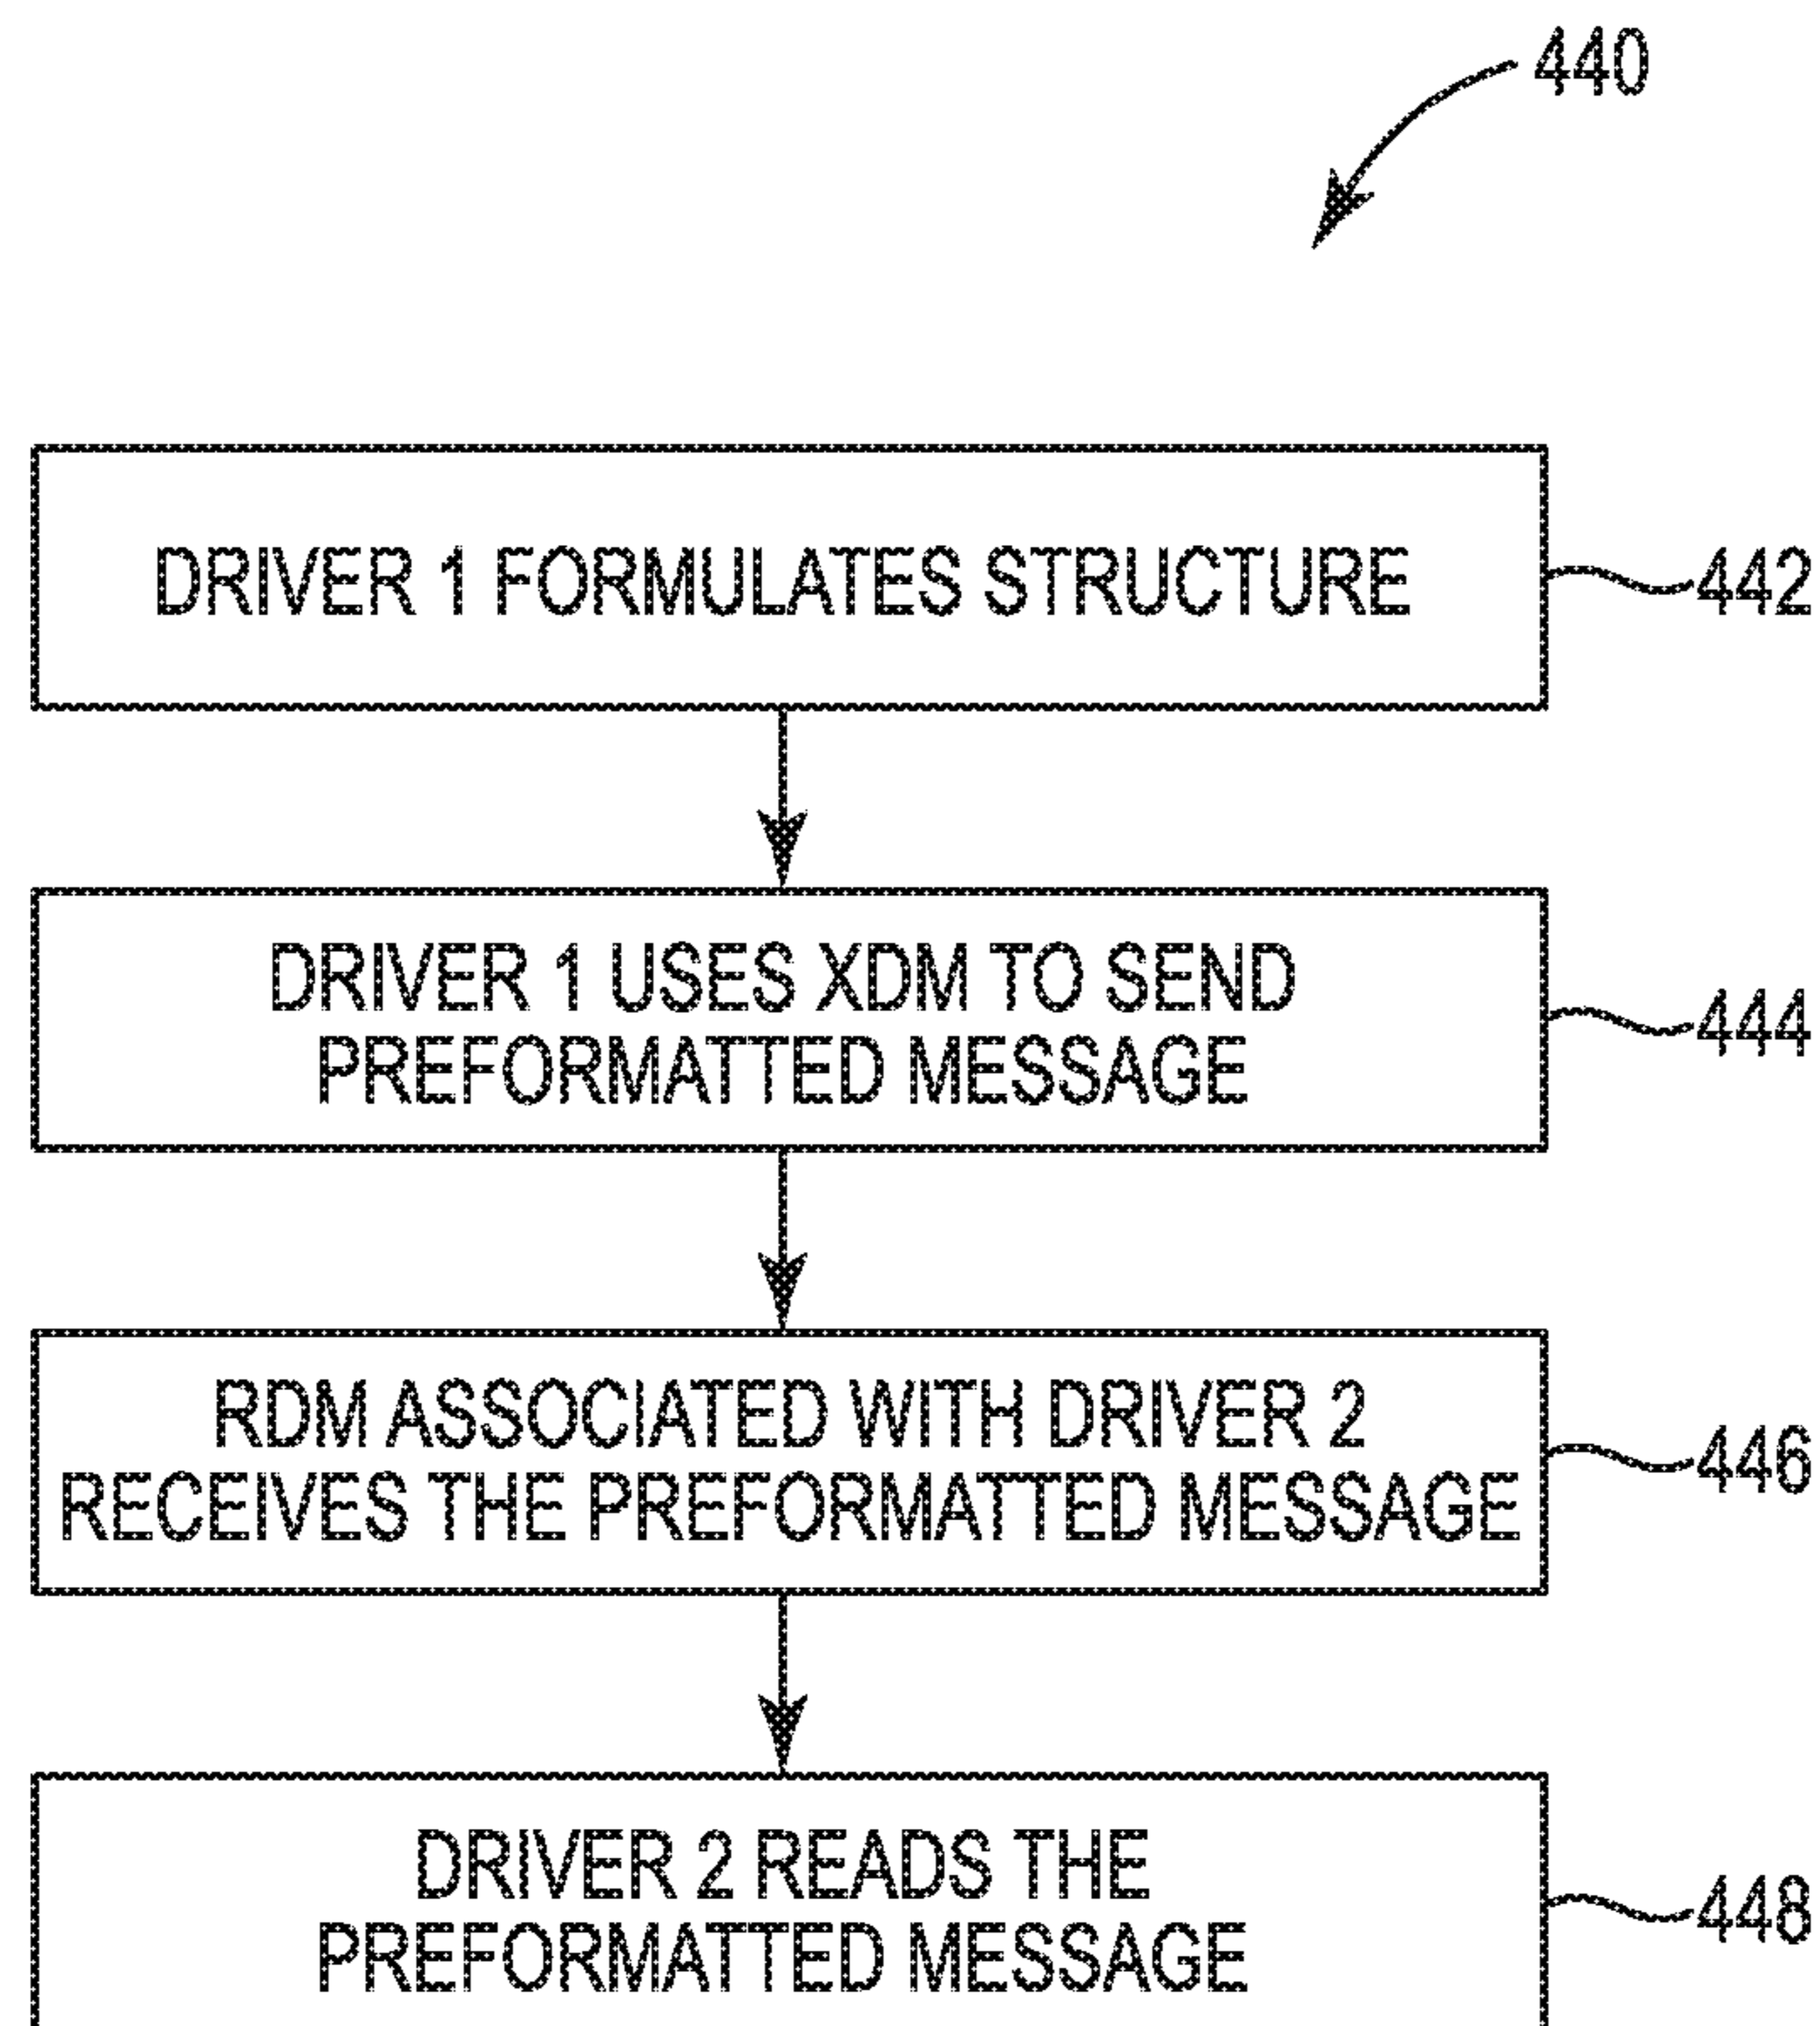 440
DRIVER 1 FORMULATES STRUCTURE
442
DRIVER 1 USES XDM TO SEND
PREFORMATTED MESSAGE
444
RDM ASSOCIATED WITH DRIVER 2
RECEIVES THE PREFORMATTED MESSAGE
446
DRIVER 2 READS THE
PREFORMATTED MESSAGE
448